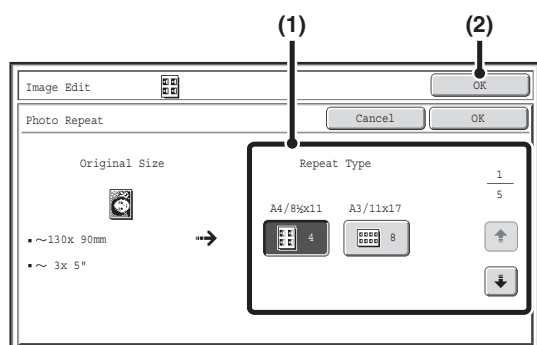 (1) (2)
Image Edit OK
Photo Repeat Cancel OK
Original Size Repeat Type
1
5
A4/8½x11 A3/11x17
4 8
▪～130x 90mm
▪～ 3x 5"